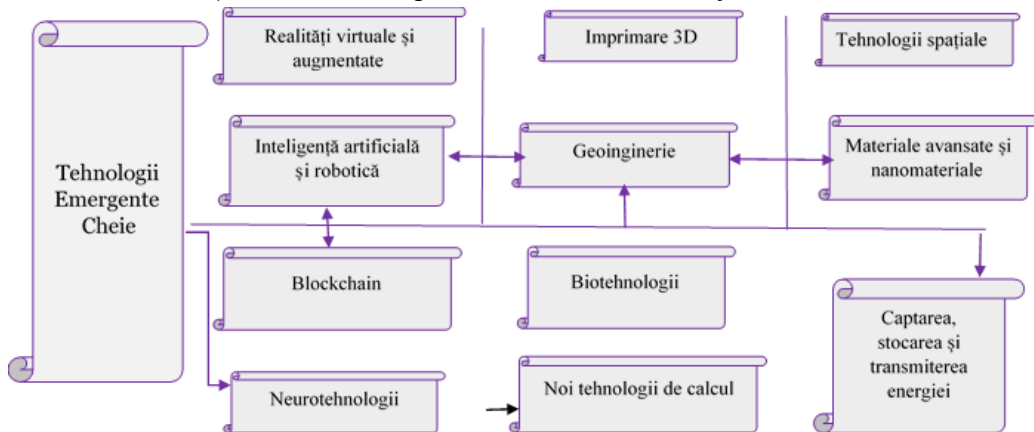 Tehnologii
Emergente
Cheie
Realități virtuale și
augmentate
Imprimare 3D
Tehnologii spațiale
Inteligență artificială
și robotică
Geoinginerie
Materiale avansate și
nanomateriale
Blockchain
Biotehnologii
Captarea,
stocarea și
transmiterea
energiei
Neurotehnologii
Noi tehnologii de calcul